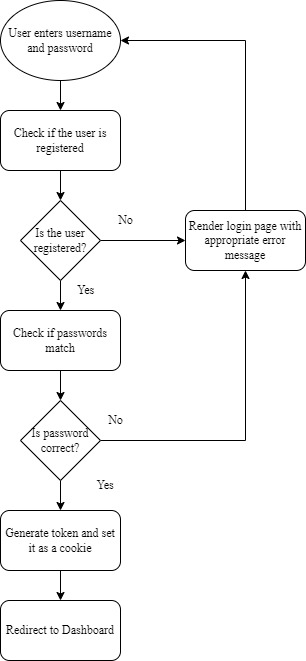 User enters username
and password
Check if the user is
registered
Is the user
registered?
No
Render login page with
appropriate error
message
Yes
Check if passwords
match
Is password
correct?
No
Yes
Generate token and set
it as a cookie
Redirect to Dashboard